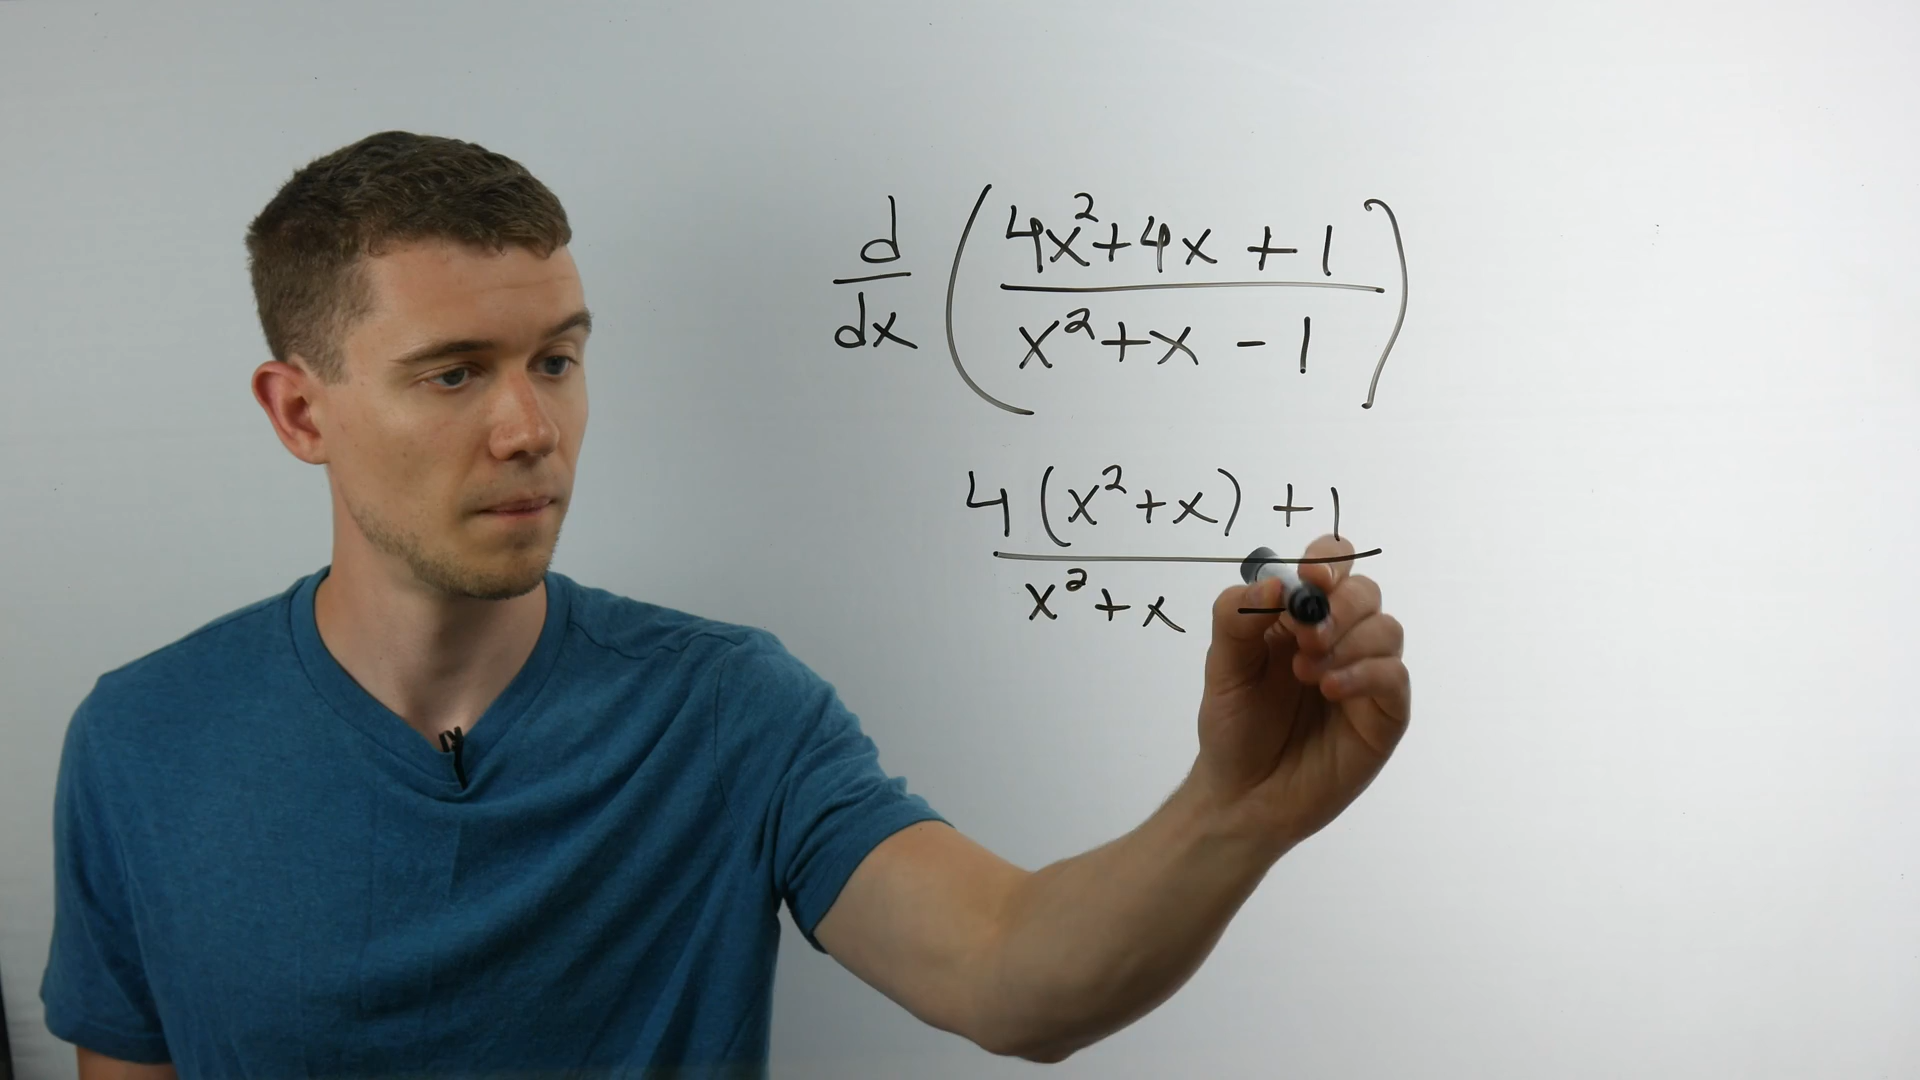 d/dx ( (4x²+4x + 1)/(x²+x - 1) )
4 (x²+x) + 1
x²+x -